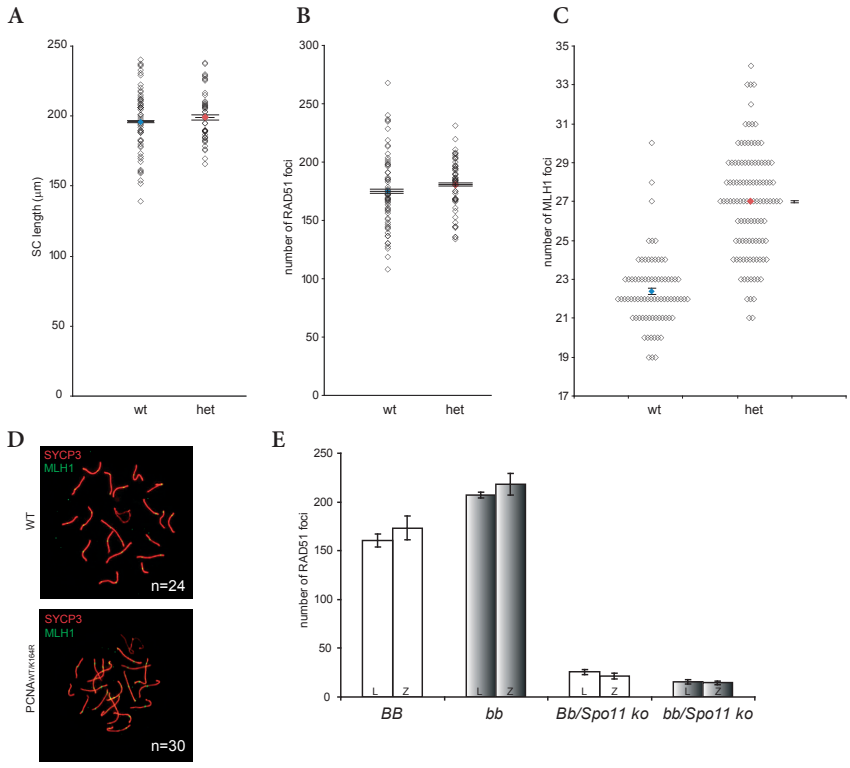 A
250
200
150
100
50
0
SC length (μm)
wt
het
B
300
250
200
150
100
50
0
number of RAD51 foci
wt
het
C
35
33
31
29
27
25
23
21
19
17
number of MLH1 foci
wt
het
D
SYCP3
MLH1
WT
n=24
SYCP3
MLH1
PCNAWT/K164R
n=30
E
250
200
150
100
50
0
number of RAD51 foci
L
Z
L
Z
L
Z
L
Z
BB
bb
Bb/Spo11 ko
bb/Spo11 ko